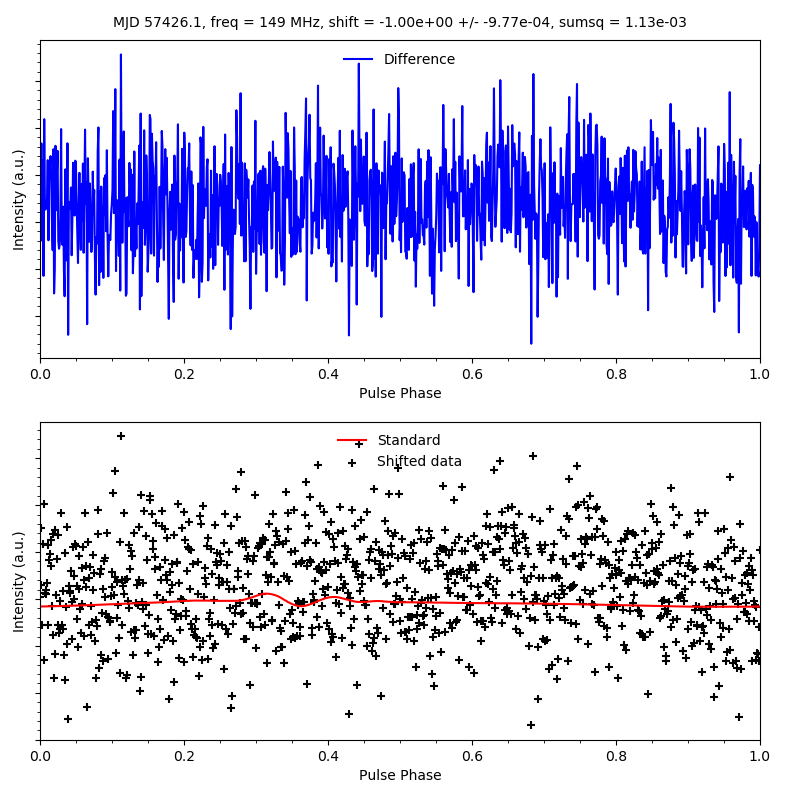 MJD 57426.1, freq = 149 MHz, shift = -1.00e+00 +/- -9.77e-04, sumsq = 1.13e-03
Difference
Intensity (a.u.)
0.0 0.2 0.4 0.6 0.8 1.0
Pulse Phase
Standard
Shifted data
Intensity (a.u.)
0.0 0.2 0.4 0.6 0.8 1.0
Pulse Phase